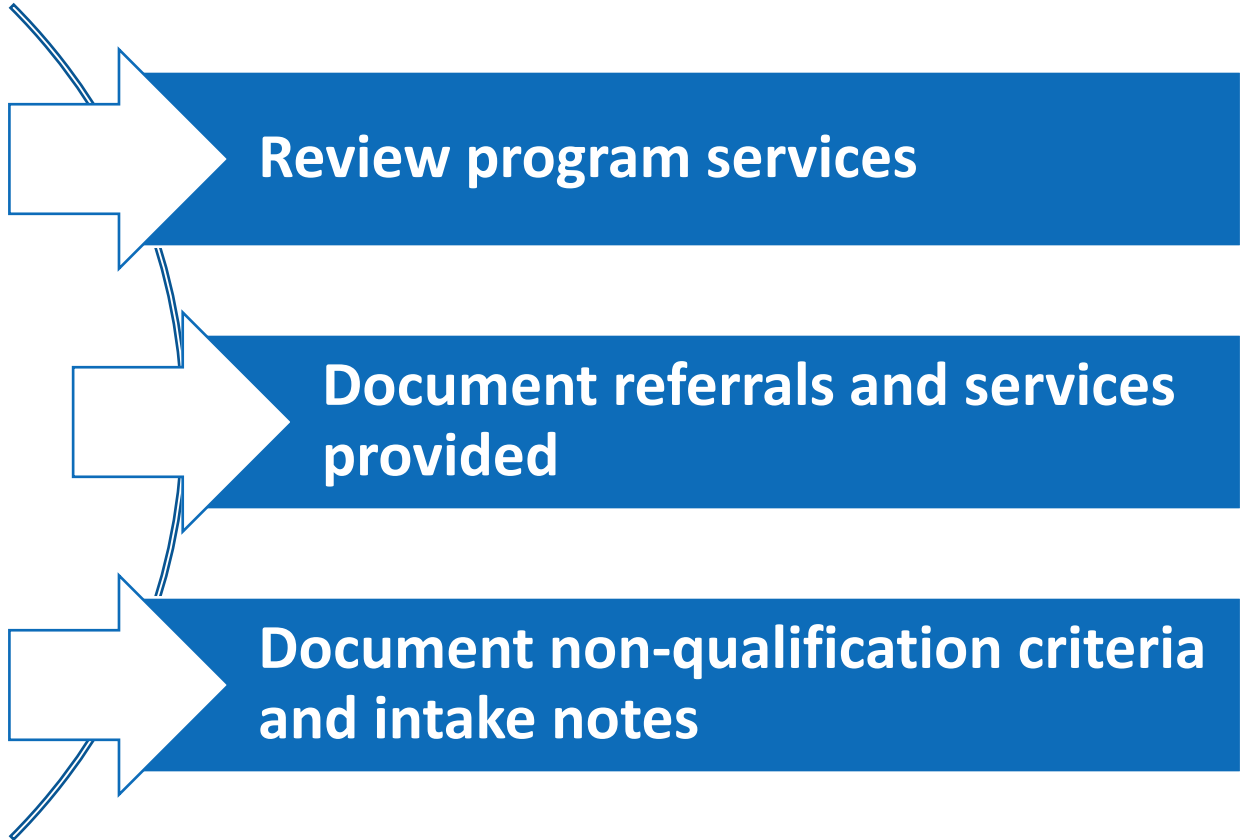 Review program services
Document referrals and services
provided
Document non-qualification criteria
and intake notes